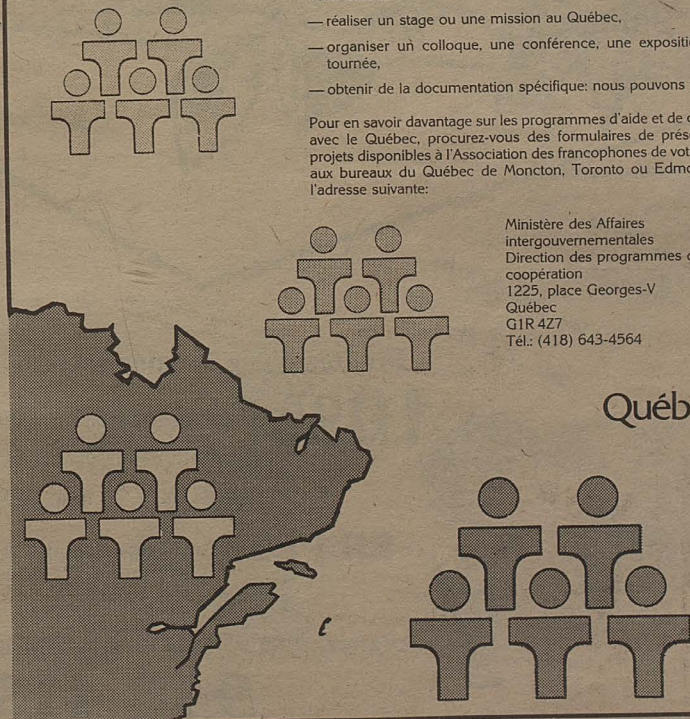 — réaliser un stage ou une mission au Québec,
— organiser un colloque, une conférence, une expositi
tournée,
— obtenir de la documentation spécifique: nous pouvons
Pour en savoir davantage sur les programmes d'aide et de c
avec le Québec, procurez-vous des formulaires de prése
projets disponibles à l'Association des francophones de vot
aux bureaux du Québec de Moncton, Toronto ou Edmo
l'adresse suivante:
Ministère des Affaires
intergouvernementales
Direction des programmes d
coopération
1225, place Georges-V
Québec
G1R 4Z7
Tél.: (418) 643-4564
Québ